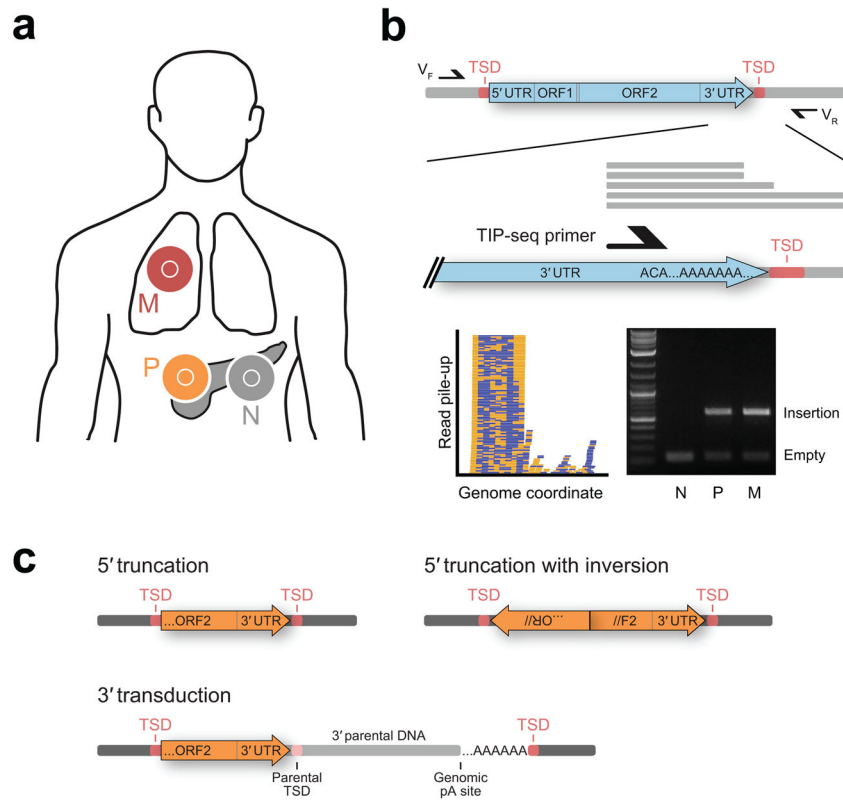 a
M
P
N
b
V_F
TSD
TSD
5′ UTR ORF1 ORF2 3′ UTR
V_R
TIP-seq primer
TSD
3′ UTR ACA...AAAAAAA...
Read pile-up
Genome coordinate
Insertion
Empty
N P M
c
5′ truncation
TSD TSD
...ORF2 3′ UTR
5′ truncation with inversion
TSD TSD
...OR// //F2 3′ UTR
3′ transduction
TSD TSD
...ORF2 3′ UTR 3′ parental DNA ...AAAAAA
Parental
TSD
Genomic
pA site